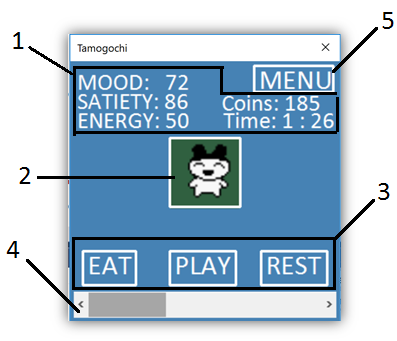 1
5
Tamogochi
MOOD: 72
MENU
SATIETY: 86
Coins: 185
ENERGY: 50
Time: 1 : 26
2
3
EAT
PLAY
REST
4